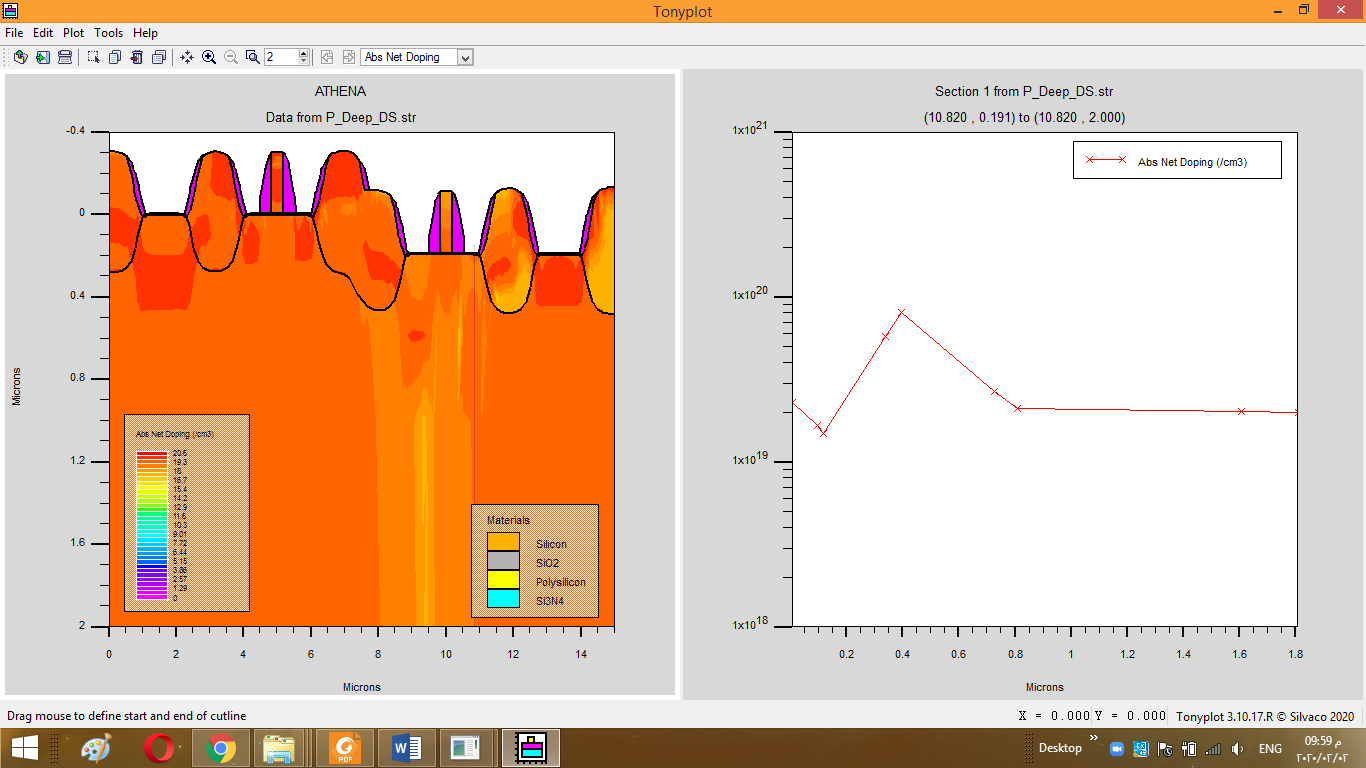 Tonyplot
File Edit Plot Tools Help
2
Abs Net Doping
ATHENA
Data from P_Deep_DS.str
-0.4
0
0.4
0.8
1.2
1.6
2
Microns
0 2 4 6 8 10 12 14
Microns
Abs Net Doping (/cm3)
20.6
19.3
18
16.7
15.4
14.2
12.9
11.6
10.3
9.01
7.72
6.44
5.15
3.86
2.57
1.29
0
Materials
Silicon
SiO2
Polysilicon
Si3N4
Section 1 from P_Deep_DS.str
(10.820 , 0.191) to (10.820 , 2.000)
1x10^21
1x10^20
1x10^19
1x10^18
Abs Net Doping (/cm3)
0.2 0.4 0.6 0.8 1 1.2 1.4 1.6 1.8
Microns
Drag mouse to define start and end of cutline
X = 0.000 Y = 0.000 Tonyplot 3.10.17.R © Silvaco 2020
PDF
Desktop
ENG
09:59 م
٢٠٢٠/٠٢/٠٢